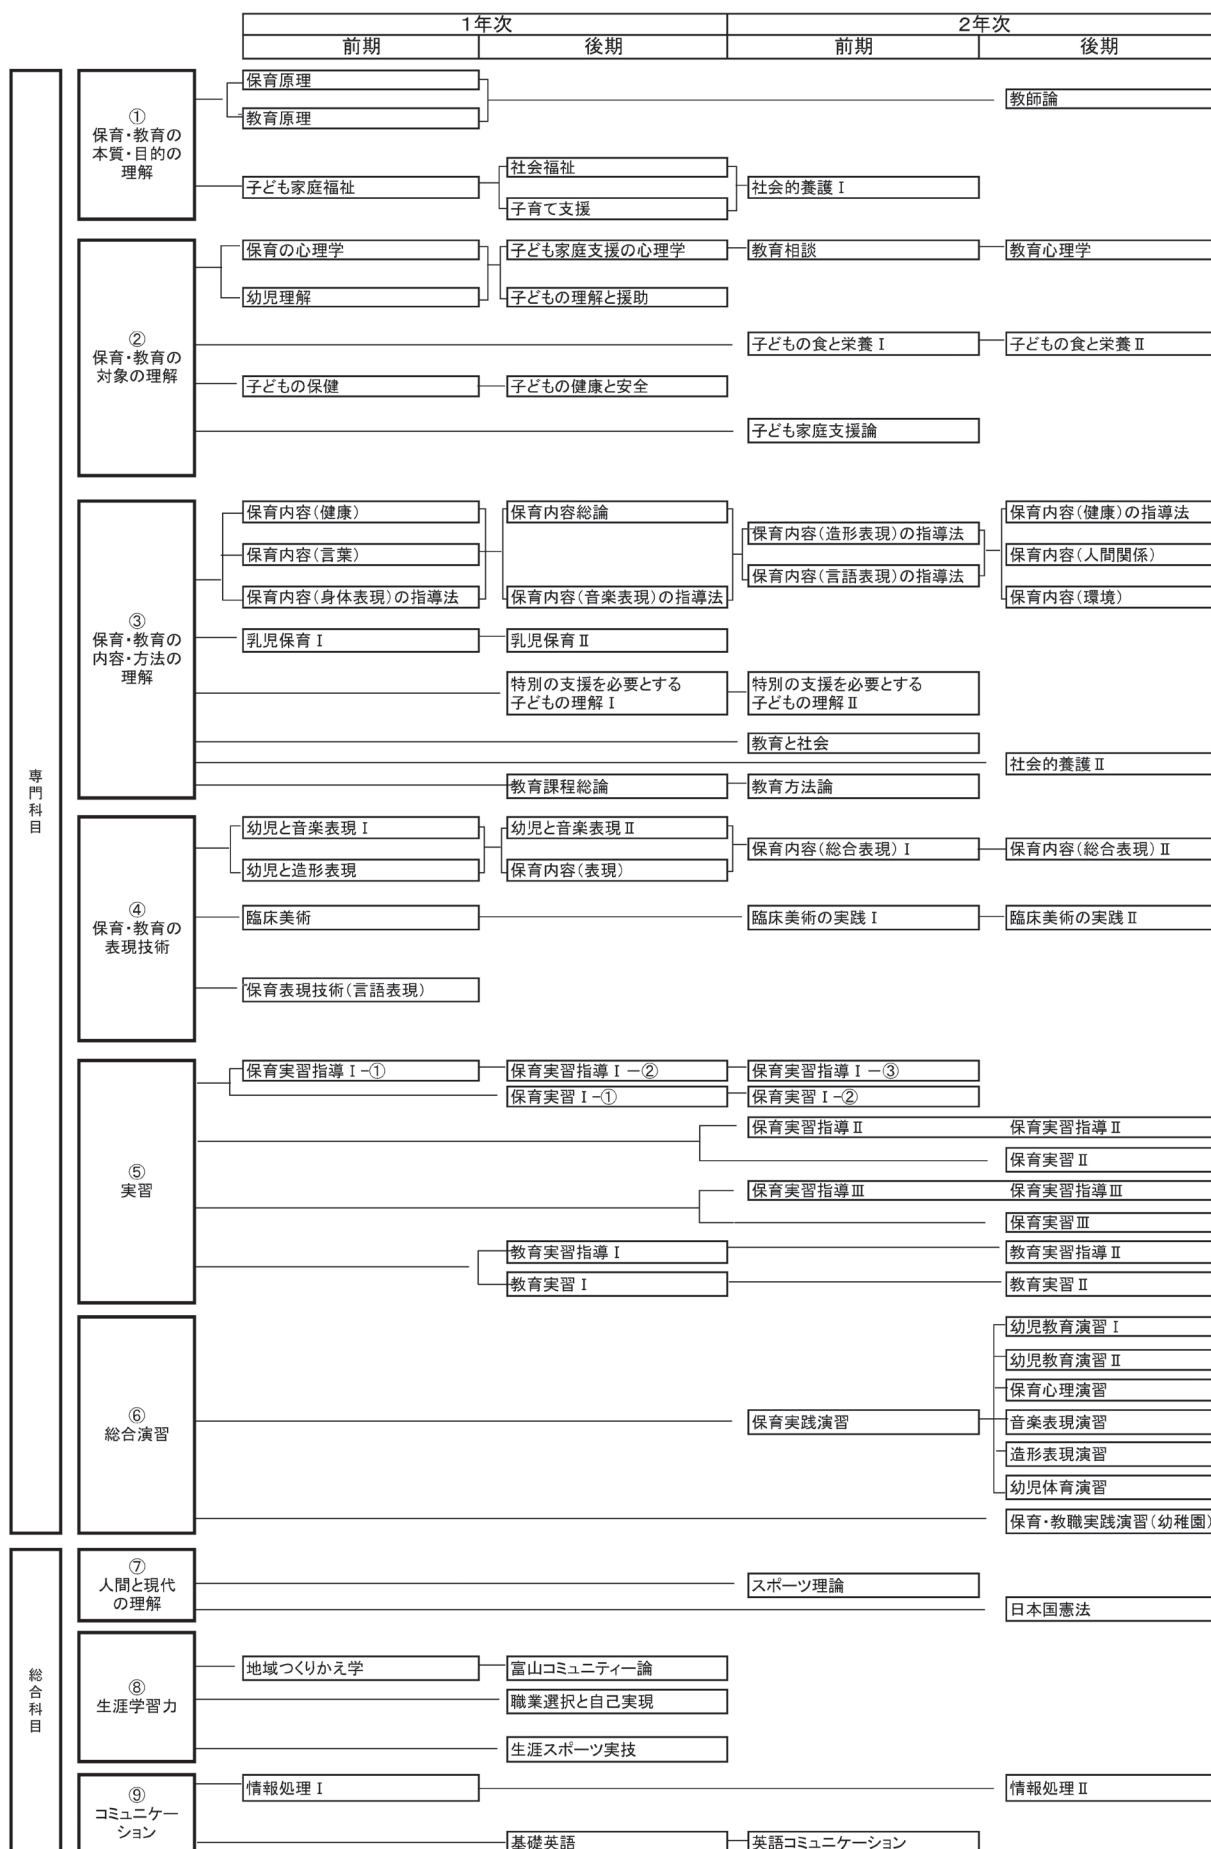 1年次
2年次
前期
後期
前期
後期
専門科目
①
保育・教育の
本質・目的の
理解
保育原理
教育原理
教師論
子ども家庭福祉
社会福祉
子育て支援
社会的養護Ⅰ
②
保育・教育の
対象の理解
保育の心理学
子ども家庭支援の心理学
教育相談
教育心理学
幼児理解
子どもの理解と援助
子どもの食と栄養Ⅰ
子どもの食と栄養Ⅱ
子どもの保健
子どもの健康と安全
子ども家庭支援論
③
保育・教育の
内容・方法の
理解
保育内容(健康)
保育内容総論
保育内容(造形表現)の指導法
保育内容(健康)の指導法
保育内容(言葉)
保育内容(言語表現)の指導法
保育内容(人間関係)
保育内容(身体表現)の指導法
保育内容(音楽表現)の指導法
保育内容(環境)
乳児保育Ⅰ
乳児保育Ⅱ
特別の支援を必要とする
子どもの理解Ⅰ
特別の支援を必要とする
子どもの理解Ⅱ
教育と社会
社会的養護Ⅱ
教育課程総論
教育方法論
④
保育・教育の
表現技術
幼児と音楽表現Ⅰ
幼児と音楽表現Ⅱ
保育内容(総合表現)Ⅰ
保育内容(総合表現)Ⅱ
幼児と造形表現
保育内容(表現)
臨床美術
臨床美術の実践Ⅰ
臨床美術の実践Ⅱ
保育表現技術(言語表現)
⑤
実習
保育実習指導Ⅰ-①
保育実習指導Ⅰ-②
保育実習指導Ⅰ-③
保育実習Ⅰ-①
保育実習Ⅰ-②
保育実習指導Ⅱ
保育実習指導Ⅱ
保育実習Ⅱ
保育実習指導Ⅲ
保育実習指導Ⅲ
保育実習Ⅲ
教育実習指導Ⅰ
教育実習指導Ⅱ
教育実習Ⅰ
教育実習Ⅱ
⑥
総合演習
保育実践演習
幼児教育演習Ⅰ
幼児教育演習Ⅱ
保育心理演習
音楽表現演習
造形表現演習
幼児体育演習
保育・教職実践演習(幼稚園)
総合科目
⑦
人間と現代
の理解
スポーツ理論
日本国憲法
⑧
生涯学習力
地域つくりかえ学
富山コミュニティー論
職業選択と自己実現
生涯スポーツ実技
⑨
コミュニケー
ション
情報処理Ⅰ
情報処理Ⅱ
基礎英語
英語コミュニケーション